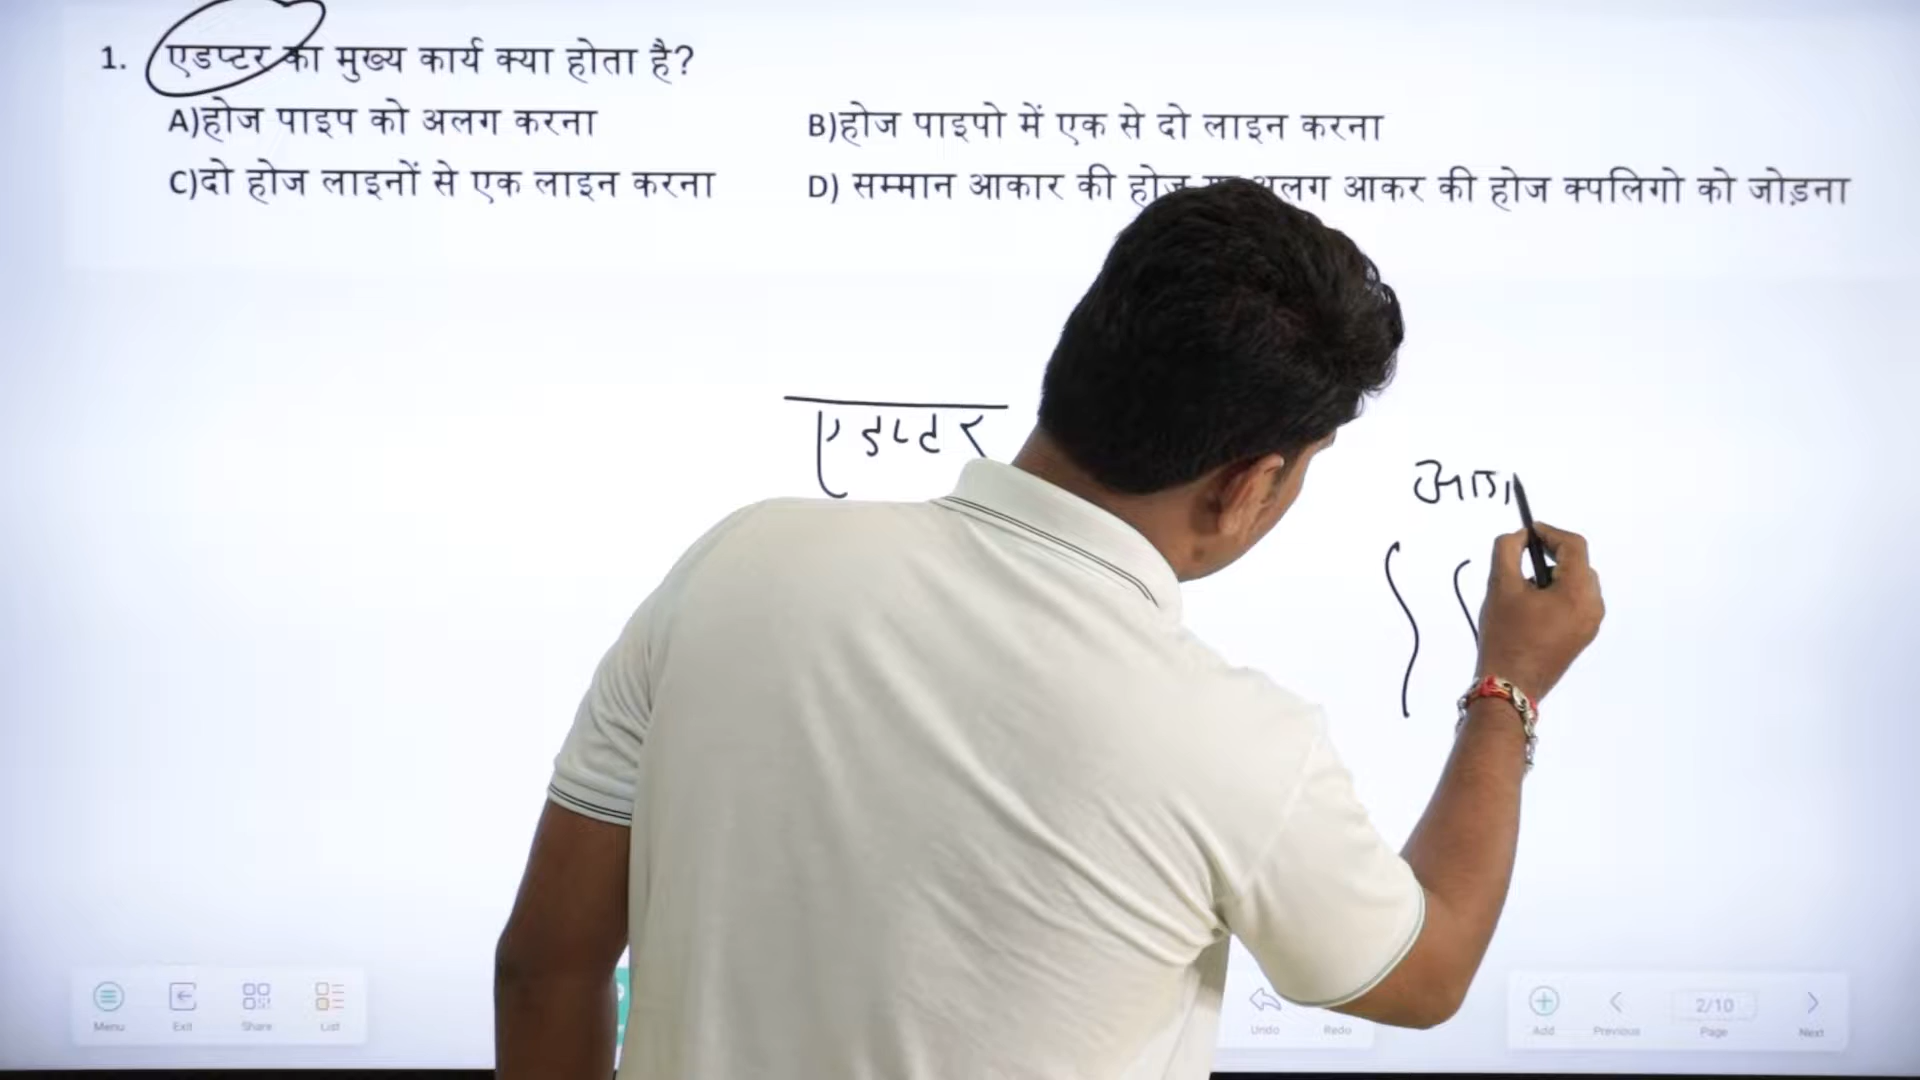 1. एडप्टर का मुख्य कार्य क्या होता है?
A)होज पाइप को अलग करना
B)होज पाइपो में एक से दो लाइन करना
C)दो होज लाइनों से एक लाइन करना
D) सम्मान आकार की होज अलग आकर की होज क्पलिगो को जोड़ना
एडप्टर
Menu Exit Share List
Undo Redo
Add Previous 2/10 Page Next